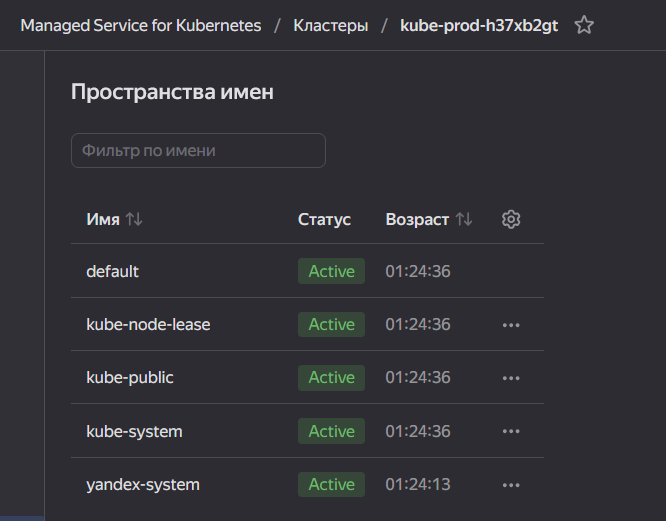 Managed Service for Kubernetes / Кластеры / kube-prod-h37xb2gt
Пространства имен
Фильтр по имени
Имя Статус Возраст
default Active 01:24:36
kube-node-lease Active 01:24:36
kube-public Active 01:24:36
kube-system Active 01:24:36
yandex-system Active 01:24:13